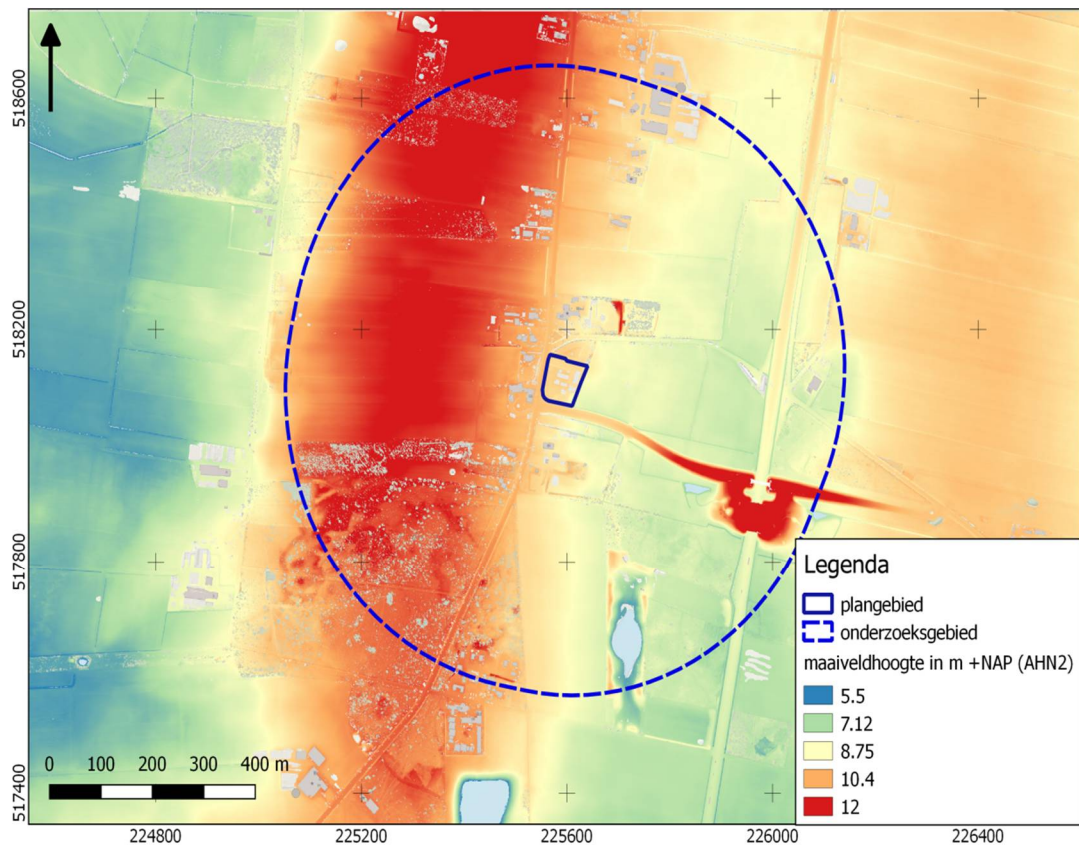 518600
518200
517800
517400
Legenda
plangebied
onderzoeksgebied
maaiveldhoogte in m +NAP (AHN2)
5.5
7.12
8.75
10.4
12
0 100 200 300 400 m
224800 225200 225600 226000 226400